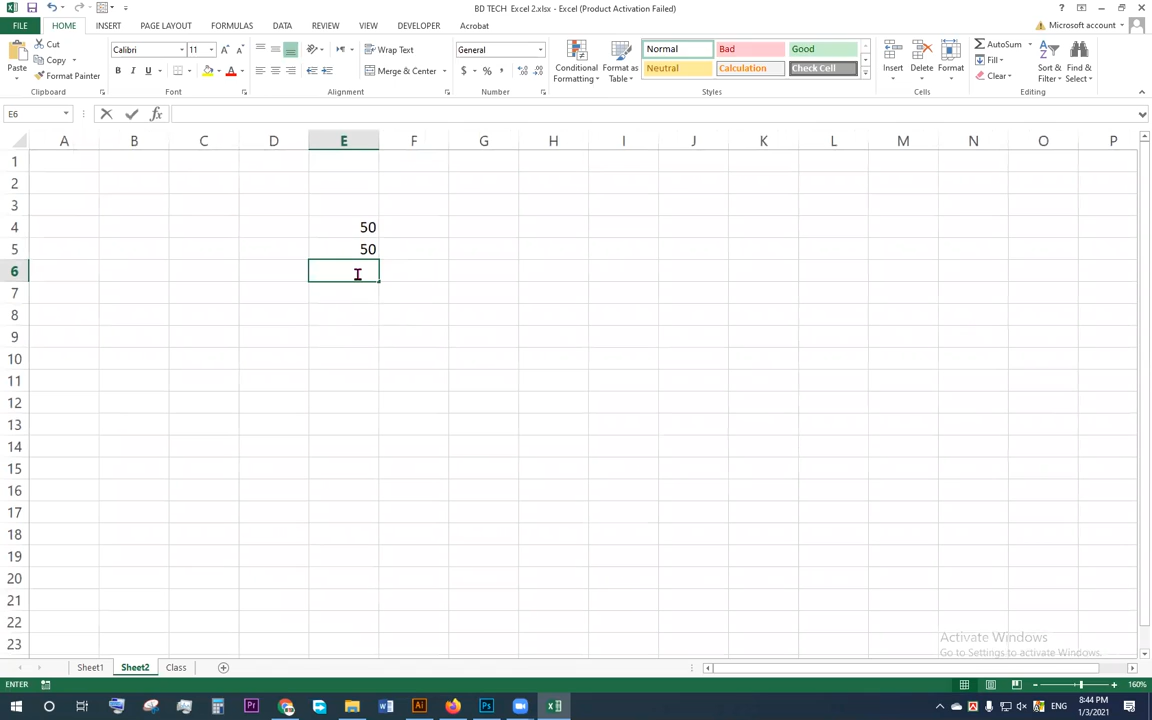 BD TECH Excel 2.xlsx - Excel (Product Activation Failed)
FILE HOME INSERT PAGE LAYOUT FORMULAS DATA REVIEW VIEW DEVELOPER Acrobat Microsoft account
Paste
Cut
Copy
Format Painter
Clipboard
Calibri 11
B I U
Font
Wrap Text
Merge & Center
Alignment
General
$ % ,
Number
Conditional Formatting
Format as Table
Normal Bad Good
Neutral Calculation Check Cell
Styles
Insert Delete Format
Cells
AutoSum
Fill
Clear
Sort & Filter
Find & Select
Editing
E6 fx
A B C D E F G H I J K L M N O P
1
2
3
4 50
5 50
6
7
8
9
10
11
12
13
14
15
16
17
18
19
20
21
22
23
Activate Windows
Go to Settings to activate Windows.
Sheet1 Sheet2 Class
ENTER 160%
Pr Ai Ps
ENG
8:44 PM
1/3/2021